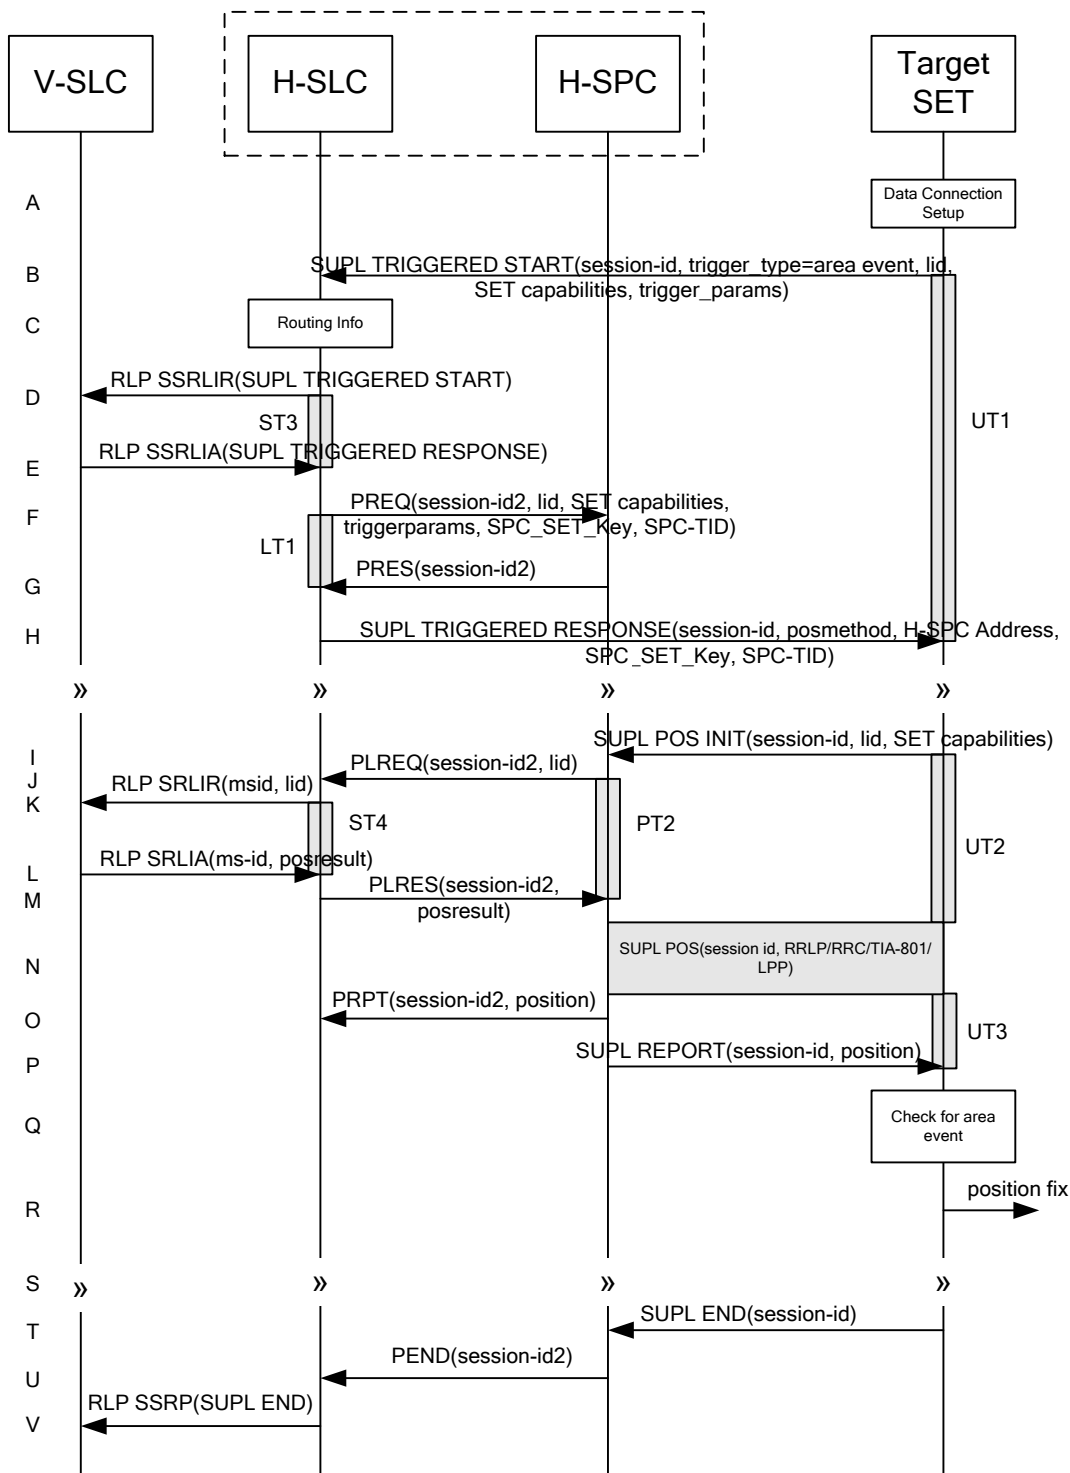 V-SLC
H-SLC
H-SPC
Target
SET
A
Data Connection
Setup
B
SUPL TRIGGERED START(session-id, trigger_type=area event, lid,
SET capabilities, trigger_params)
C
Routing Info
D
RLP SSRLIR(SUPL TRIGGERED START)
ST3
UT1
E
RLP SSRLIA(SUPL TRIGGERED RESPONSE)
F
PREQ(session-id2, lid, SET capabilities,
triggerparams, SPC_SET_Key, SPC-TID)
LT1
G
PRES(session-id2)
H
SUPL TRIGGERED RESPONSE(session-id, posmethod, H-SPC Address,
SPC_SET_Key, SPC-TID)
» » » »
I
SUPL POS INIT(session-id, lid, SET capabilities)
J
PLREQ(session-id2, lid)
K
RLP SRLIR(msid, lid)
ST4
PT2
UT2
L
RLP SRLIA(ms-id, posresult)
M
PLRES(session-id2,
posresult)
N
SUPL POS(session id, RRLP/RRC/TIA-801/
LPP)
O
PRPT(session-id2, position)
UT3
P
SUPL REPORT(session-id, position)
Q
Check for area
event
R
position fix
S
» » » »
T
SUPL END(session-id)
U
PEND(session-id2)
V
RLP SSRP(SUPL END)